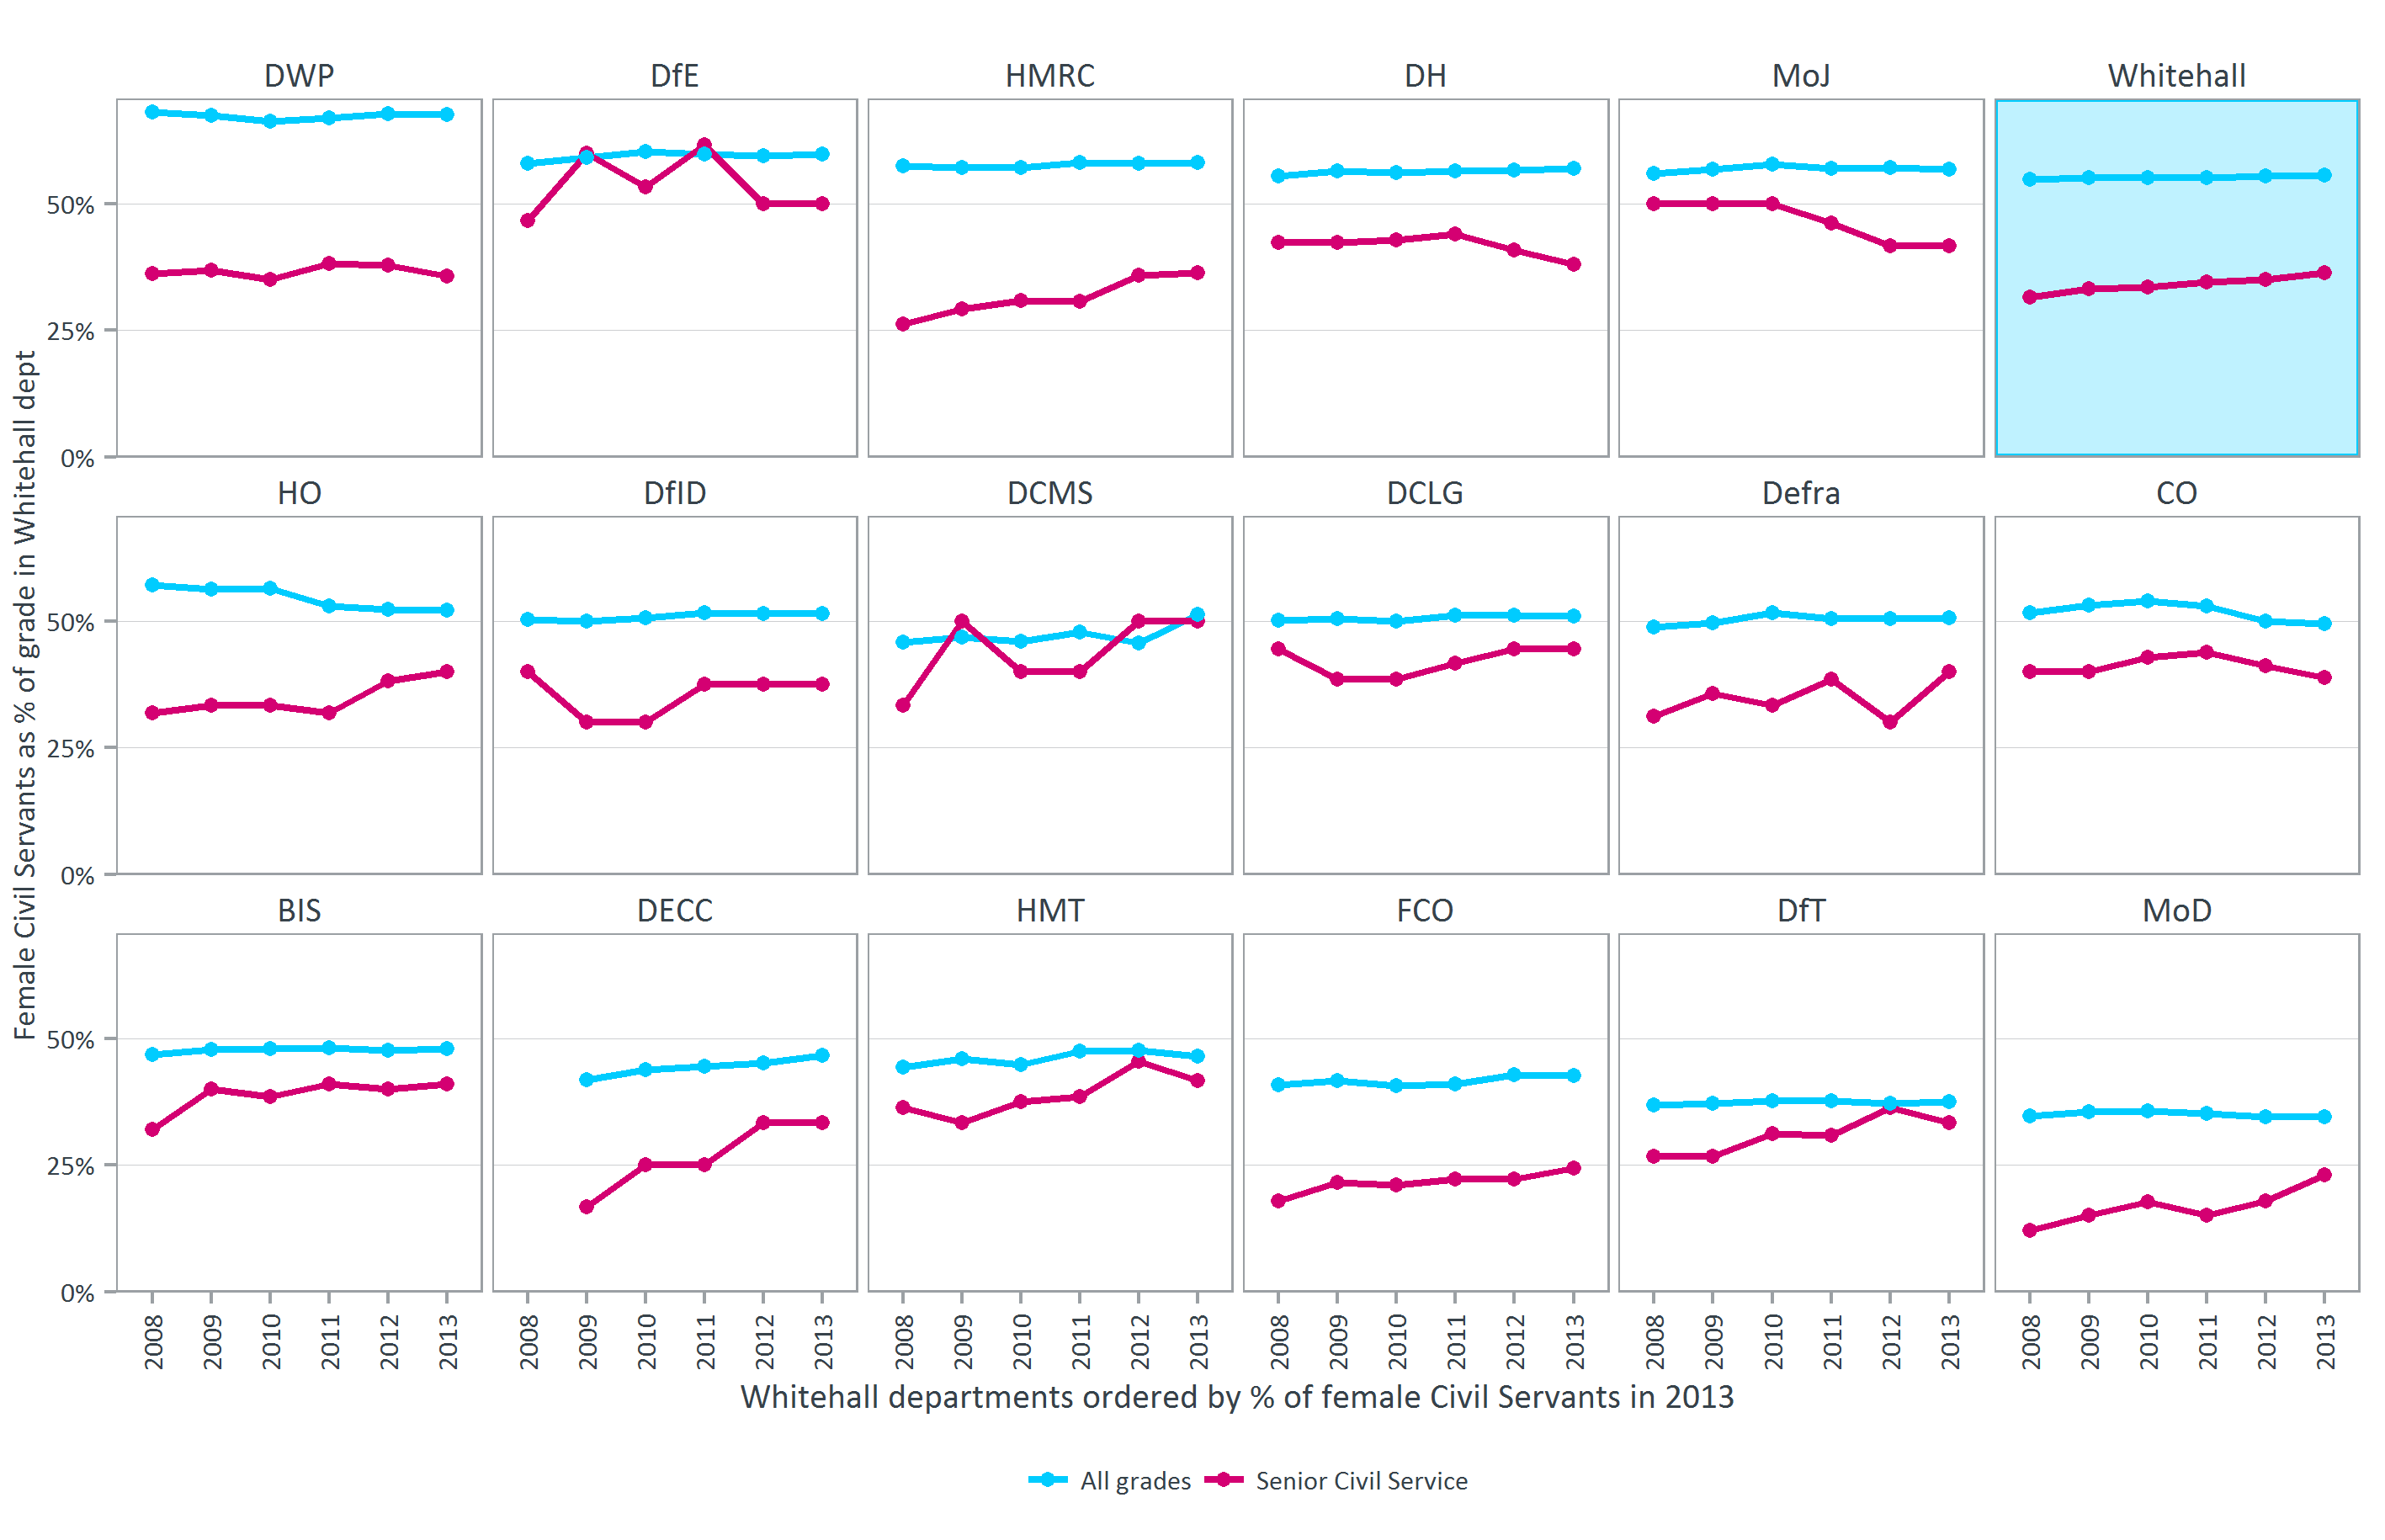 DWP DfE HMRC DH MoJ Whitehall
50%
25%
0%
HO DfID DCMS DCLG Defra CO
50%
25%
0%
BIS DECC HMT FCO DfT MoD
50%
25%
0%
Female Civil Servants as % of grade in Whitehall dept
2008 2009 2010 2011 2012 2013 2008 2009 2010 2011 2012 2013 2008 2009 2010 2011 2012 2013 2008 2009 2010 2011 2012 2013 2008 2009 2010 2011 2012 2013 2008 2009 2010 2011 2012 2013
Whitehall departments ordered by % of female Civil Servants in 2013
All grades Senior Civil Service